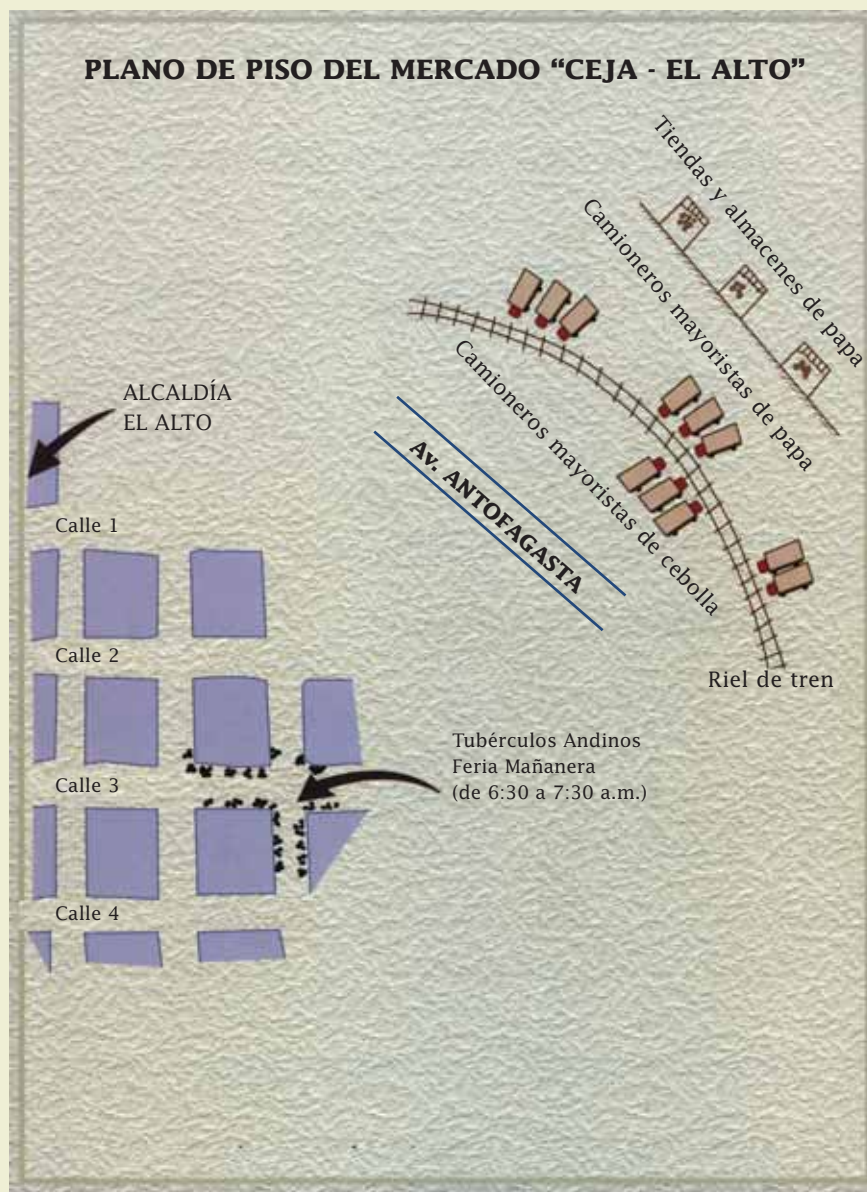 PLANO DE PISO DEL MERCADO “CEJA - EL ALTO”
Tiendas y almacenes de papa
Camioneros mayoristas de papa
Camioneros mayoristas de cebolla
Av. ANTOFAGASTA
ALCALDÍA
EL ALTO
Calle 1
Calle 2
Riel de tren
Tubérculos Andinos
Feria Mañanera
(de 6:30 a 7:30 a.m.)
Calle 3
Calle 4